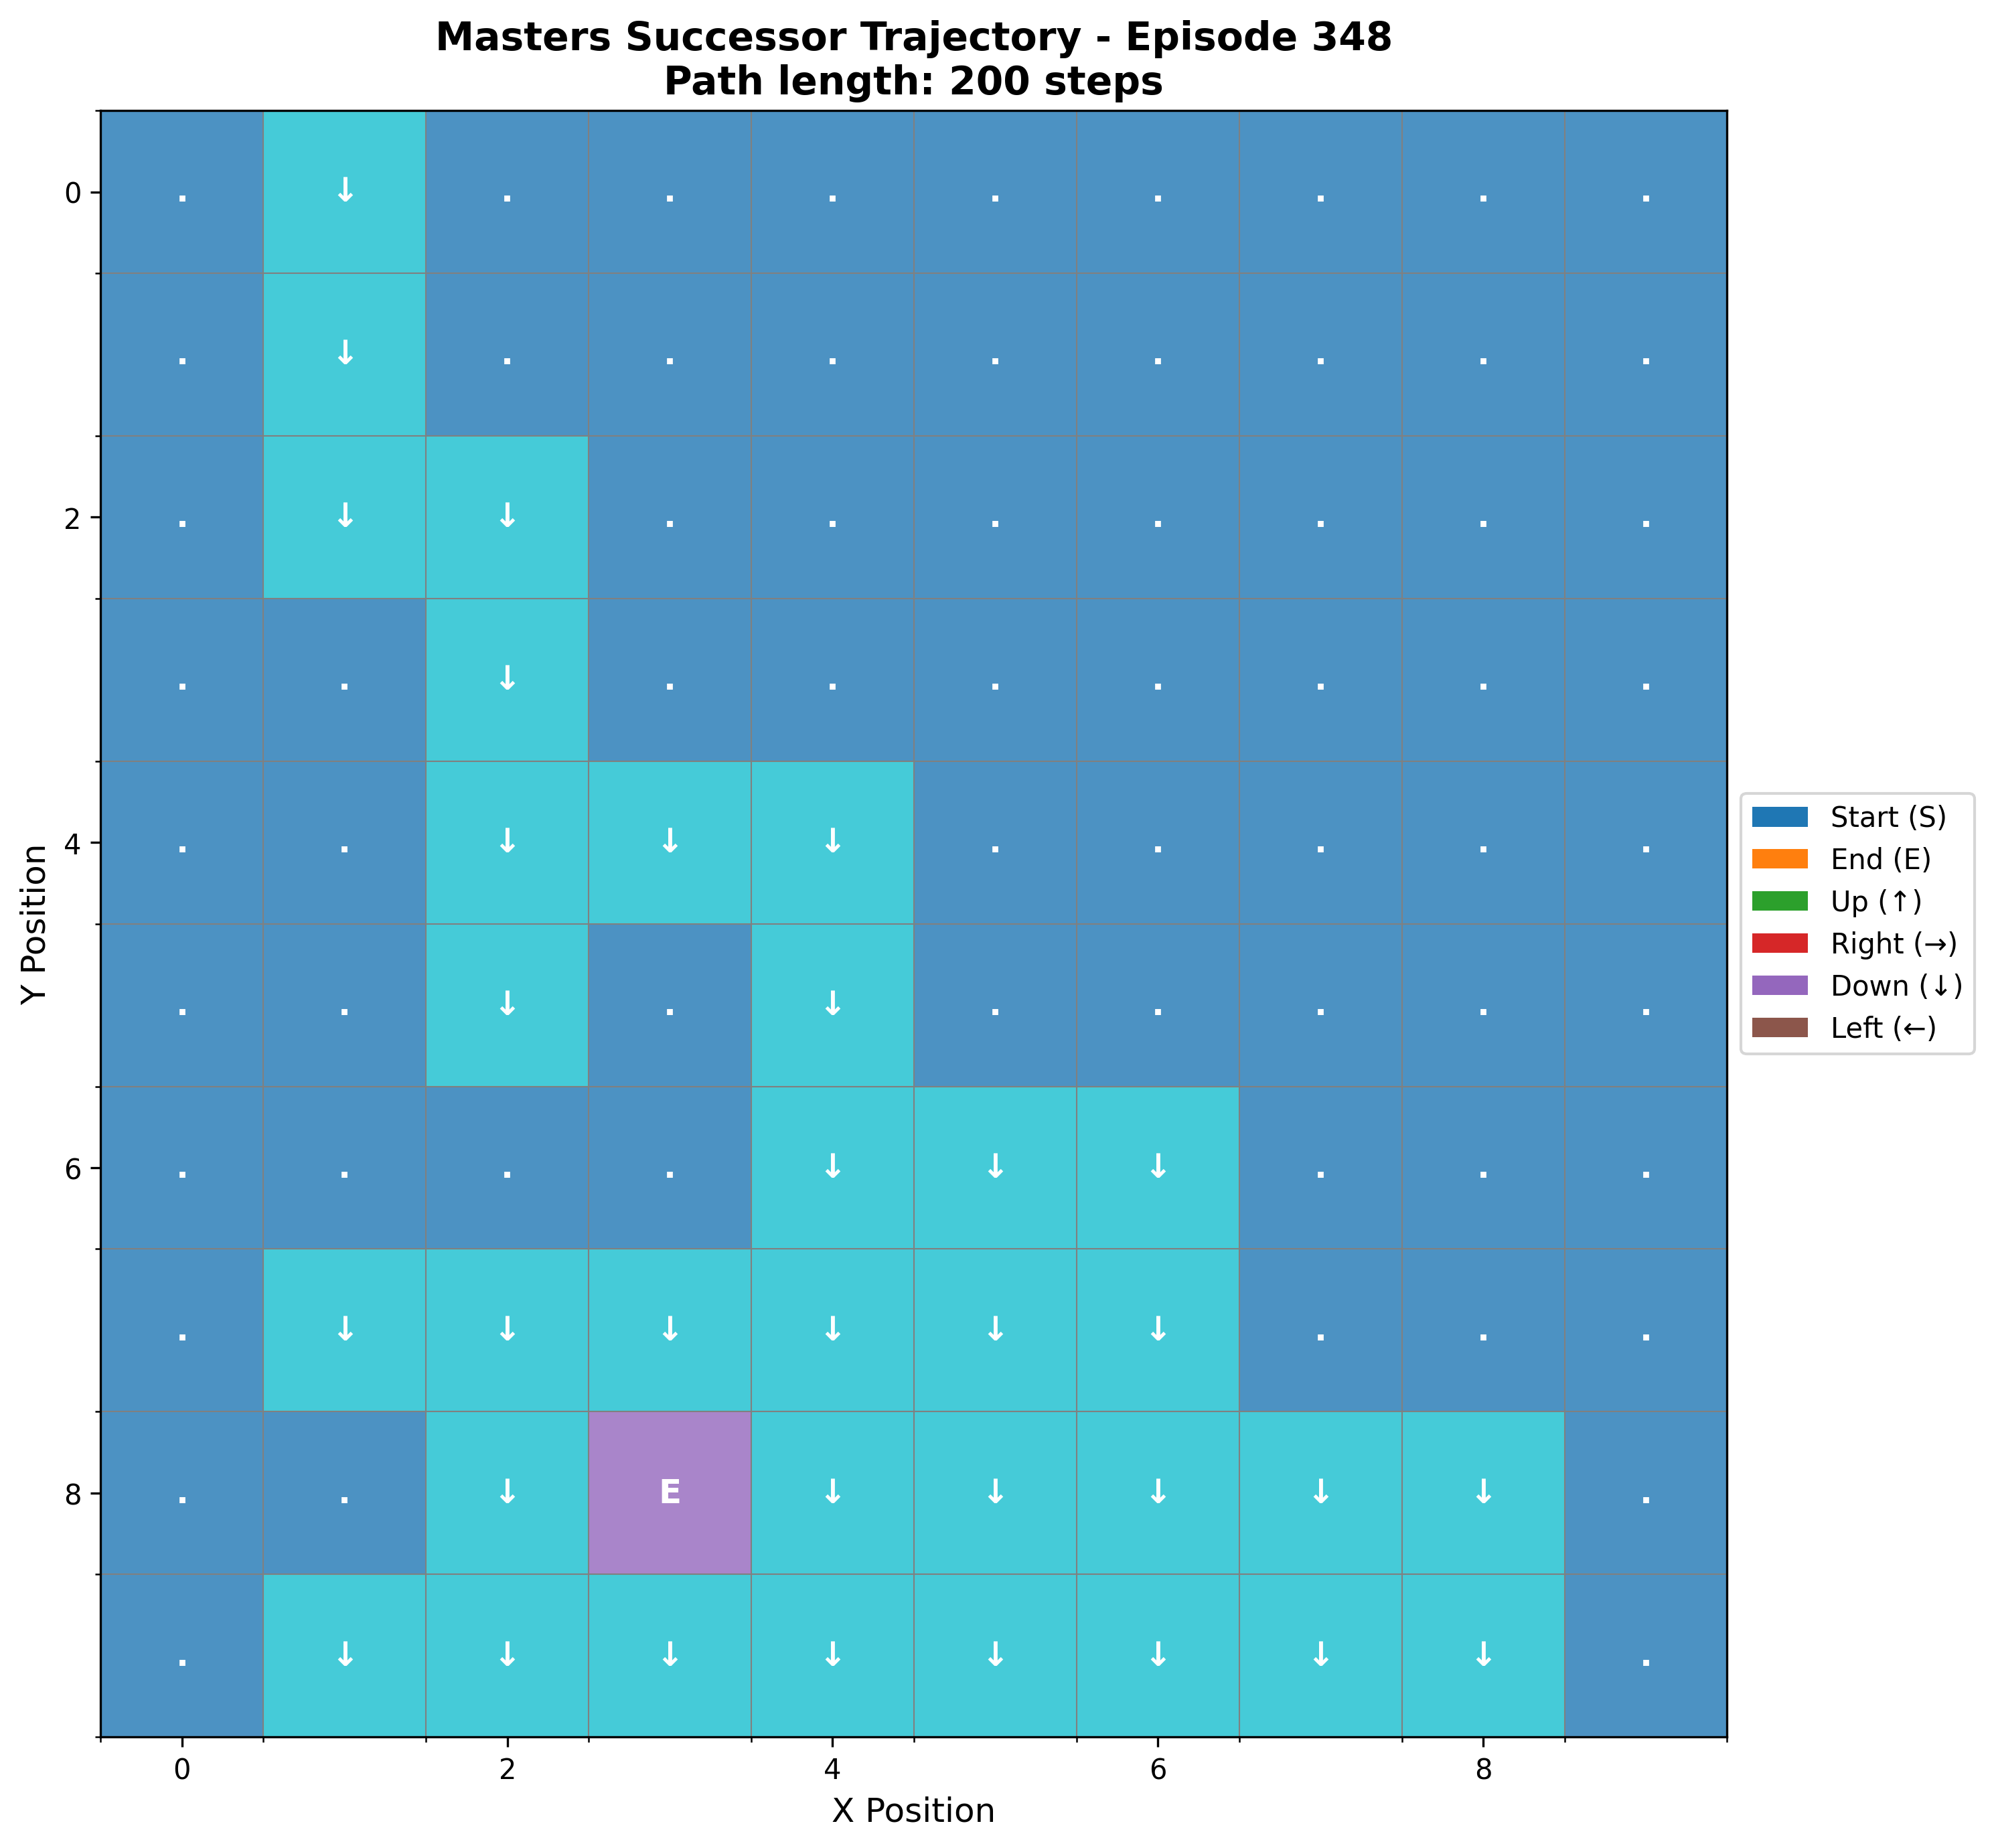 Masters Successor Trajectory - Episode 348
Path length: 200 steps
0 . ↓ . . . . . . . .
. ↓ . . . . . . . .
2 . ↓ ↓ . . . . . . .
. . ↓ . . . . . . .
4 . . ↓ ↓ ↓ . . . . .
. . ↓ . ↓ . . . . .
6 . . . . ↓ ↓ ↓ . . .
. ↓ ↓ ↓ ↓ ↓ ↓ . . .
8 . . ↓ E ↓ ↓ ↓ ↓ ↓ .
. ↓ ↓ ↓ ↓ ↓ ↓ ↓ ↓ .
0 2 4 6 8
X Position
Y Position
Start (S)
End (E)
Up (↑)
Right (→)
Down (↓)
Left (←)